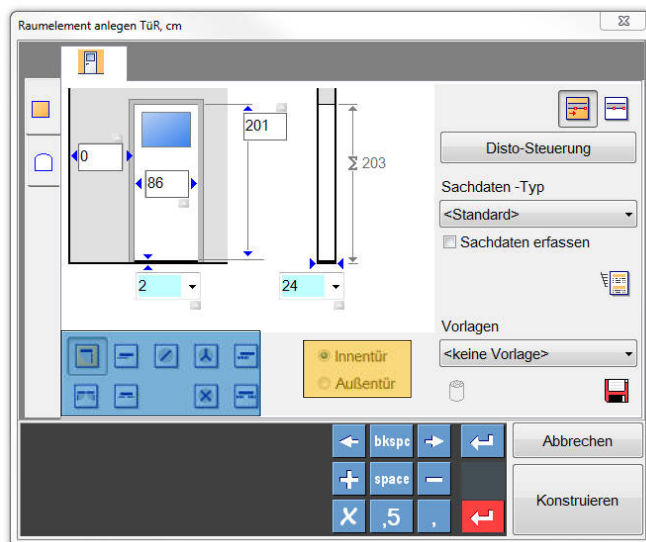 Raumelement anlegen TüR, cm
201
0
203
86
Disto-Steuerung
Sachdaten -Typ
<Standard>
Sachdaten erfassen
2
24
Vorlagen
<keine Vorlage>
Innentür
Außentür
bkspc
Abbrechen
space
Konstruieren
,5
,